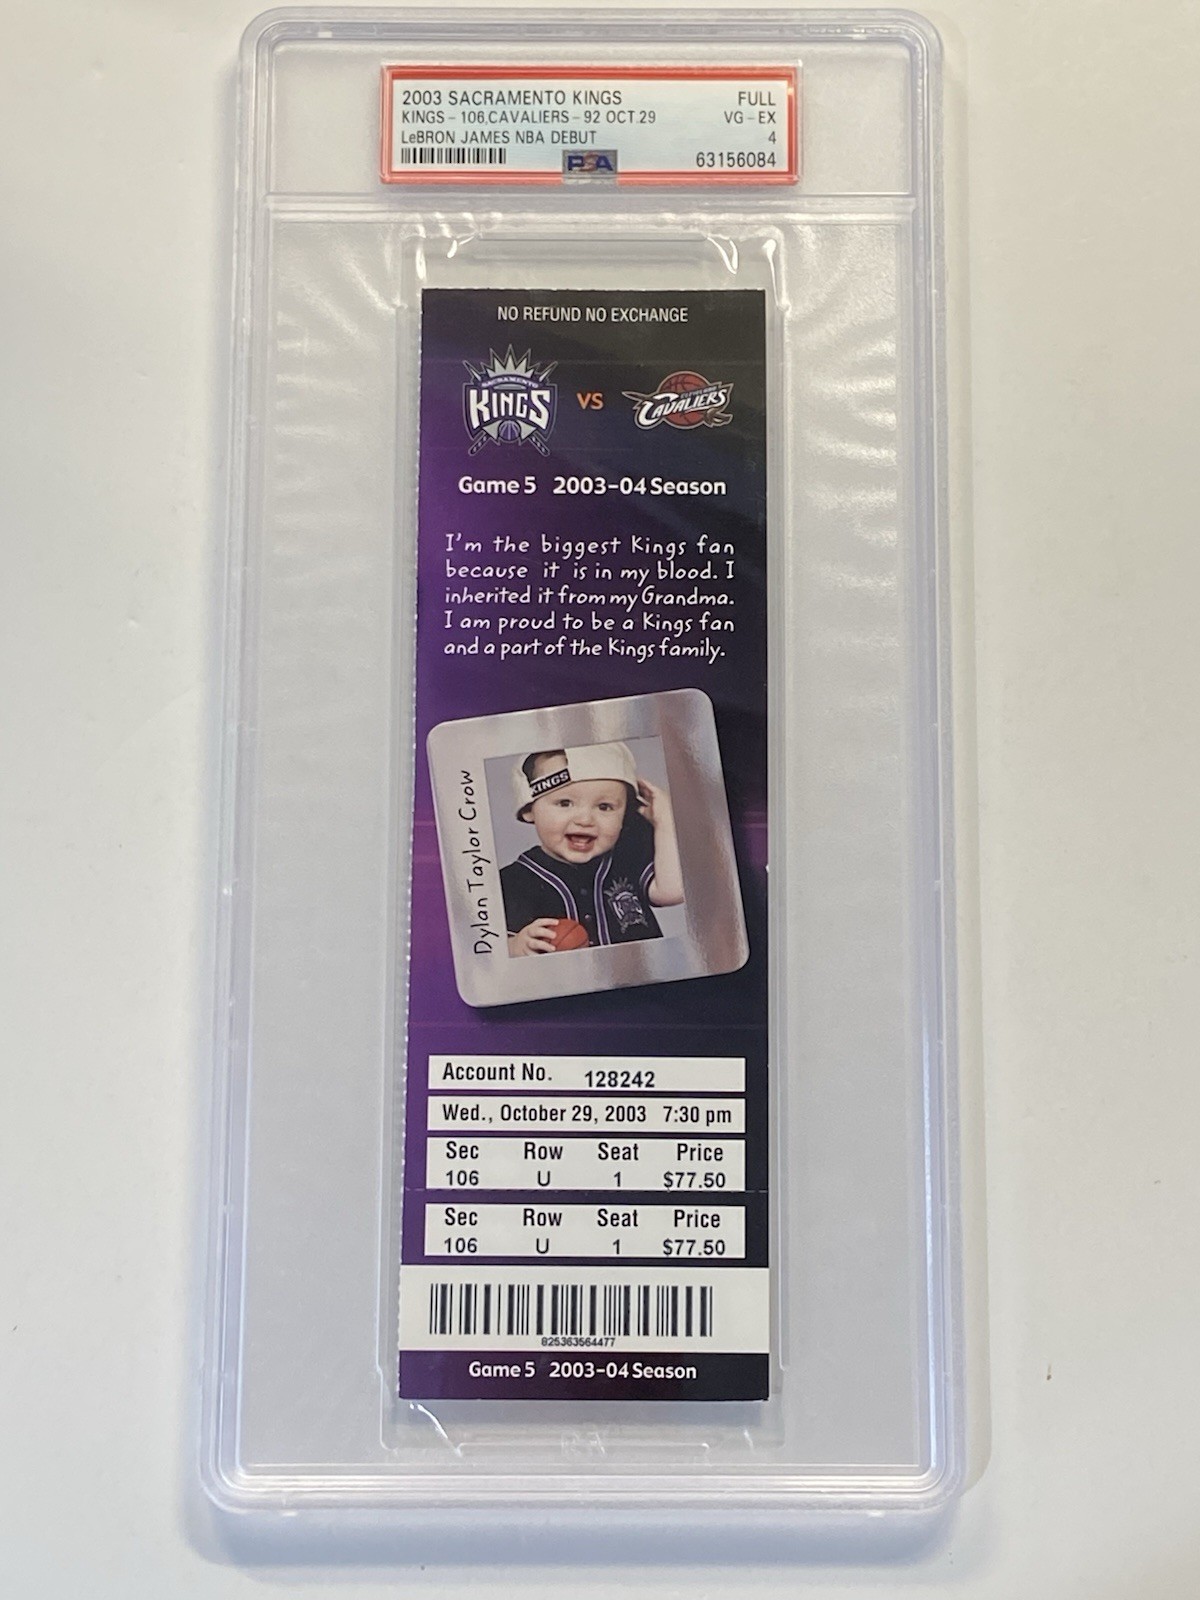 2003 SACRAMENTO KINGS FULL
KINGS - 106, CAVALIERS - 92 OCT.29 VG - EX
LeBRON JAMES NBA DEBUT 4
PSA 63156084
NO REFUND NO EXCHANGE
SACRAMENTO
KINGS
VS
CLEVELAND
CAVALIERS
Game 5 2003-04 Season
I'm the biggest Kings fan
because it is in my blood. I
inherited it from my Grandma.
I am proud to be a Kings fan
and a part of the Kings family.
Dylan Taylor Crow
KINGS
KINGS
Account No. 128242
Wed., October 29, 2003 7:30 pm
Sec Row Seat Price
106 U 1 $77.50
Sec Row Seat Price
106 U 1 $77.50
825363564477
Game 5 2003-04 Season